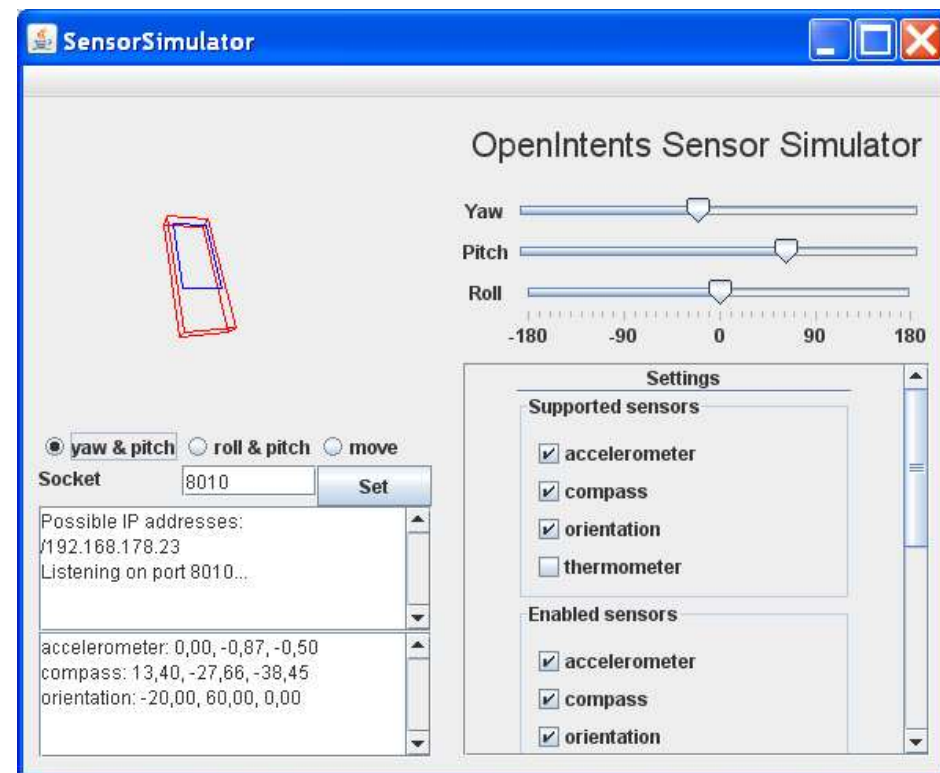 SensorSimulator
OpenIntents Sensor Simulator
Yaw
Pitch
Roll
-180 -90 0 90 180
yaw & pitch roll & pitch move
Socket 8010 Set
Possible IP addresses:
/192.168.178.23
Listening on port 8010...
accelerometer: 0,00, -0,87, -0,50
compass: 13,40, -27,66, -38,45
orientation: -20,00, 60,00, 0,00
Settings
Supported sensors
accelerometer
compass
orientation
thermometer
Enabled sensors
accelerometer
compass
orientation